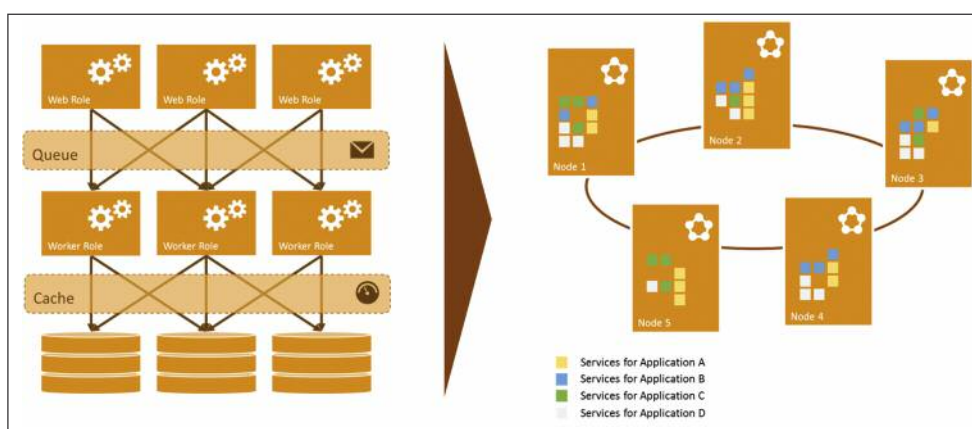 Web Role
Web Role
Web Role
Queue
Worker Role
Worker Role
Worker Role
Cache
Node 1
Node 2
Node 3
Node 5
Node 4
Services for Application A
Services for Application B
Services for Application C
Services for Application D